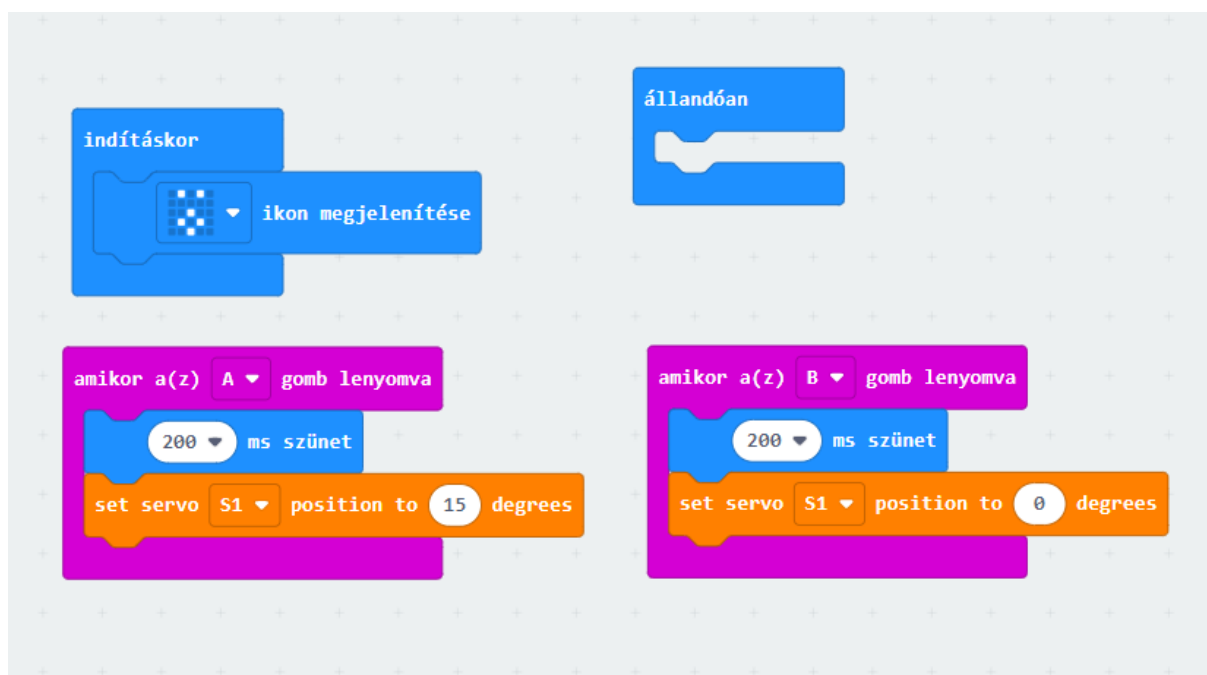 állandóan
indításkor
ikon megjelenítése
amikor a(z) A gomb lenyomva
200 ms szünet
set servo S1 position to 15 degrees
amikor a(z) B gomb lenyomva
200 ms szünet
set servo S1 position to 0 degrees